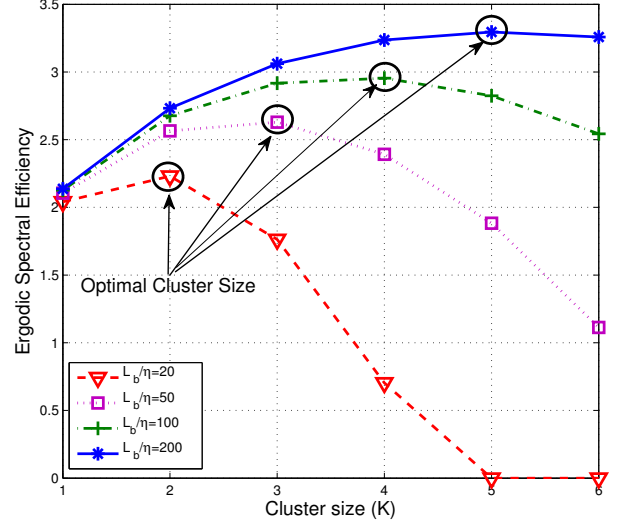 3.5
3
2.5
2
1.5
1
0.5
0
Ergodic Spectral Efficiency
Optimal Cluster Size
L_b/η=20
L_b/η=50
L_b/η=100
L_b/η=200
1 2 3 4 5 6
Cluster size (K)